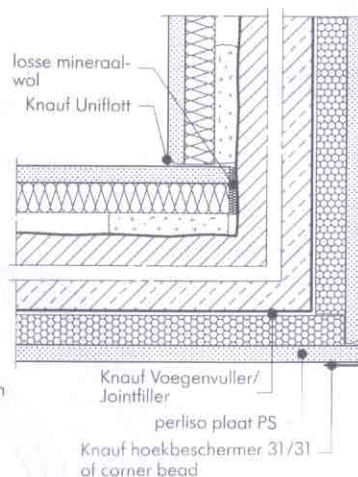 losse mineraal-
wol
Knauf Uniflott
Knauf Voegenvuller/
Jointfiller
perliso plaat PS
Knauf hoekbeschermer 31/31
of corner bead